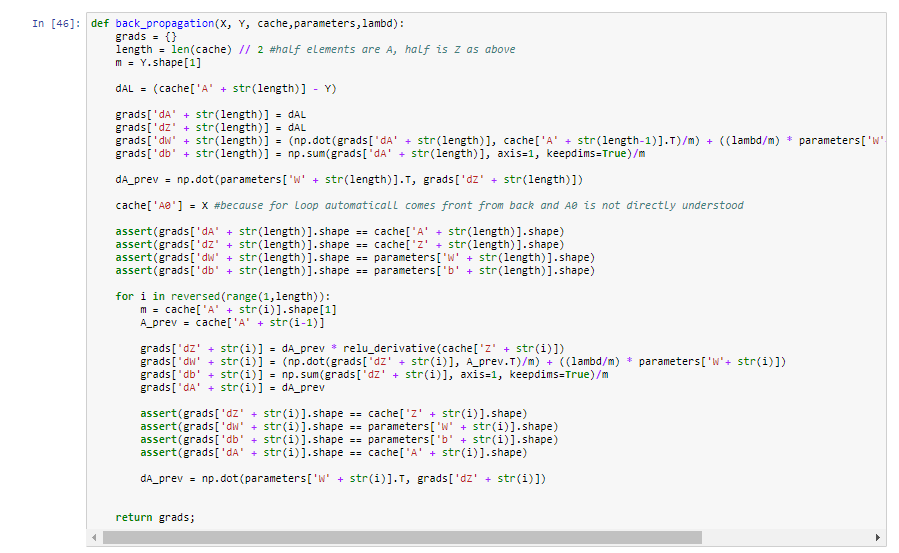 In [46]: def back_propagation(X, Y, cache,parameters,lambd):
    grads = {}
    length = len(cache) // 2 #half elements are A, half is Z as above
    m = Y.shape[1]

    dAL = (cache['A' + str(length)] - Y)

    grads['dA' + str(length)] = dAL
    grads['dZ' + str(length)] = dAL
    grads['dW' + str(length)] = (np.dot(grads['dA' + str(length)], cache['A' + str(length-1)].T)/m) + ((lambd/m) * parameters['W'
    grads['db' + str(length)] = np.sum(grads['dA' + str(length)], axis=1, keepdims=True)/m

    dA_prev = np.dot(parameters['W' + str(length)].T, grads['dZ' + str(length)])

    cache['A0'] = X #because for loop automaticall comes front from back and A0 is not directly understood

    assert(grads['dA' + str(length)].shape == cache['A' + str(length)].shape)
    assert(grads['dZ' + str(length)].shape == cache['Z' + str(length)].shape)
    assert(grads['dW' + str(length)].shape == parameters['W' + str(length)].shape)
    assert(grads['db' + str(length)].shape == parameters['b' + str(length)].shape)

    for i in reversed(range(1,length)):
        m = cache['A' + str(i)].shape[1]
        A_prev = cache['A' + str(i-1)]

        grads['dZ' + str(i)] = dA_prev * relu_derivative(cache['Z' + str(i)])
        grads['dW' + str(i)] = (np.dot(grads['dZ' + str(i)], A_prev.T)/m) + ((lambd/m) * parameters['W'+ str(i)])
        grads['db' + str(i)] = np.sum(grads['dZ' + str(i)], axis=1, keepdims=True)/m
        grads['dA' + str(i)] = dA_prev

        assert(grads['dZ' + str(i)].shape == cache['Z' + str(i)].shape)
        assert(grads['dW' + str(i)].shape == parameters['W' + str(i)].shape)
        assert(grads['db' + str(i)].shape == parameters['b' + str(i)].shape)
        assert(grads['dA' + str(i)].shape == cache['A' + str(i)].shape)

        dA_prev = np.dot(parameters['W' + str(i)].T, grads['dZ' + str(i)])

    return grads;